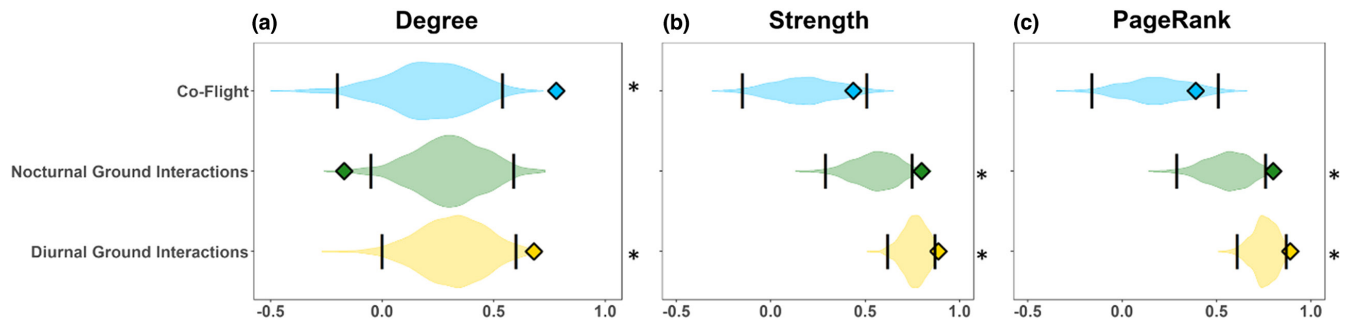 (a) Degree (b) Strength (c) PageRank
Co-Flight *
Nocturnal Ground Interactions * *
Diurnal Ground Interactions * * *
-0.5 0.0 0.5 1.0 -0.5 0.0 0.5 1.0 -0.5 0.0 0.5 1.0